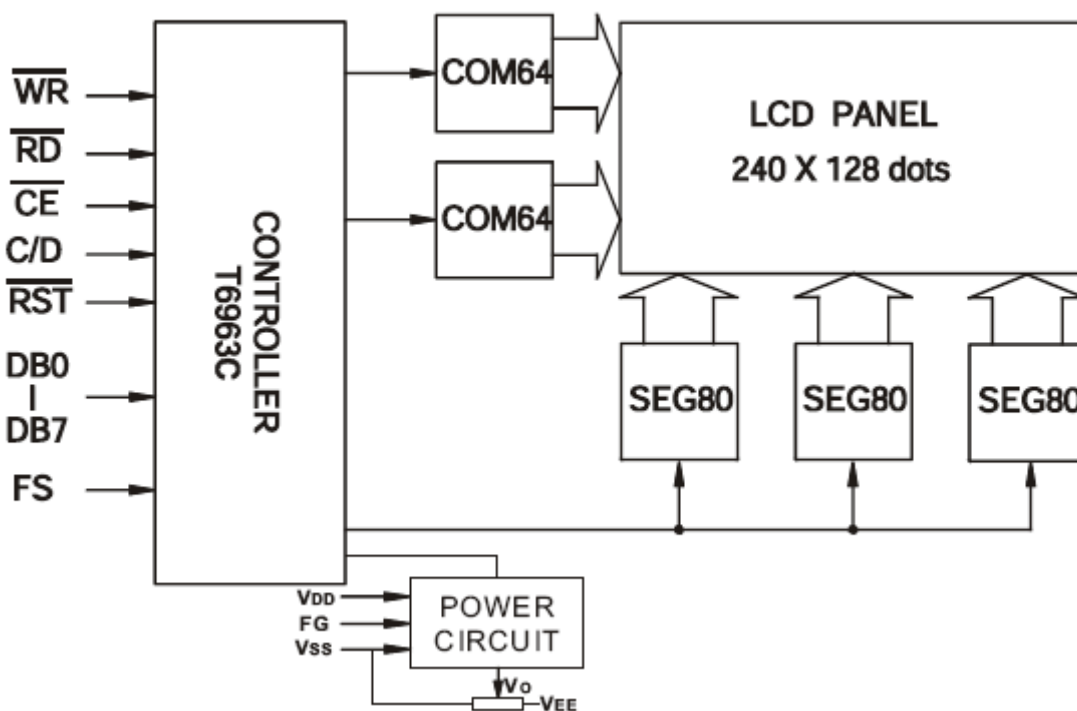 WR
RD
CE
C/D
RST
DB0
|
DB7
FS
CONTROLLER
T6963C
COM64
COM64
LCD PANEL
240 X 128 dots
SEG80
SEG80
SEG80
VDD
FG
VSS
POWER
CIRCUIT
VO
VEE